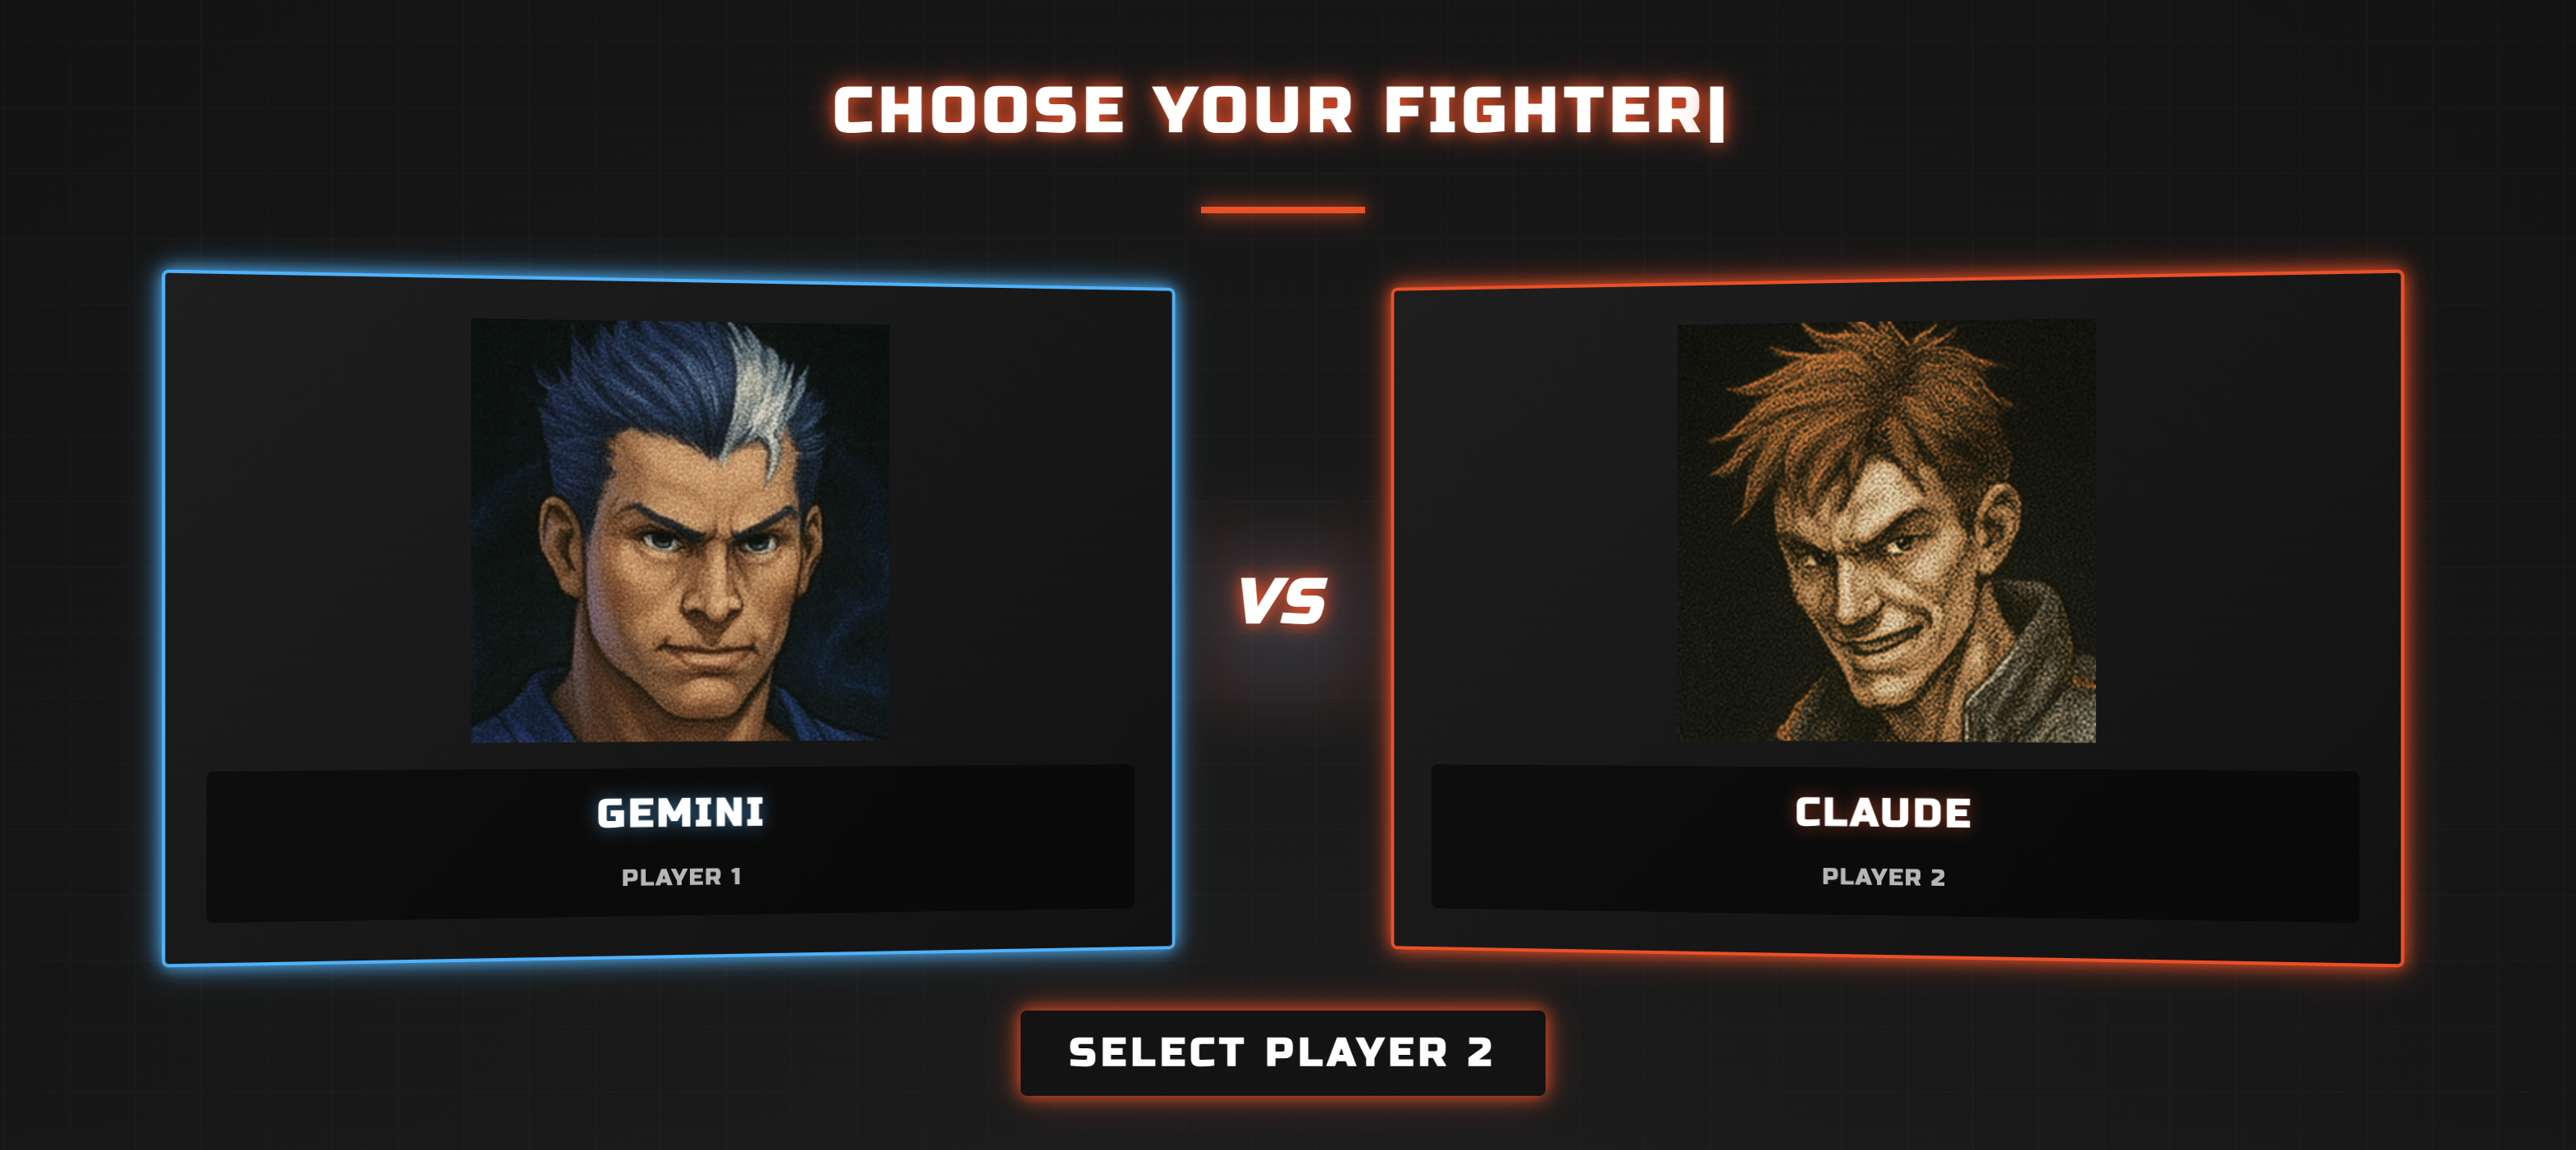 CHOOSE YOUR FIGHTER|
GEMINI
PLAYER 1
VS
CLAUDE
PLAYER 2
SELECT PLAYER 2